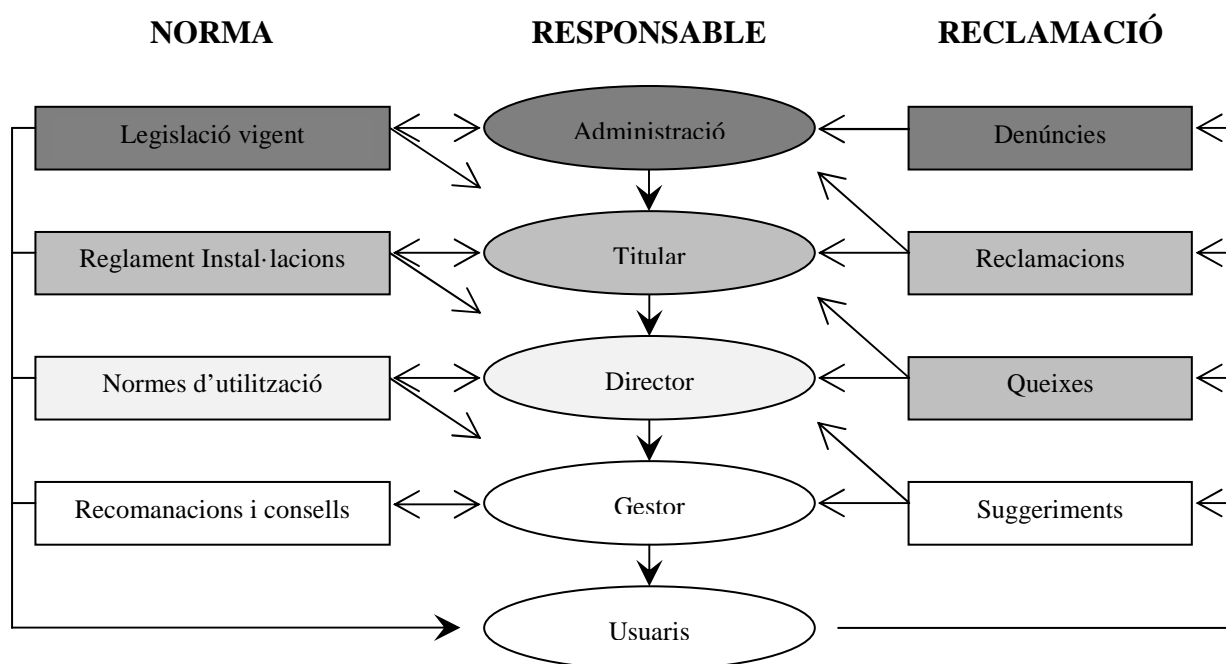 NORMA RESPONSABLE RECLAMACIÓ
Legislació vigent Administració Denúncies
Reglament Instal·lacions Titular Reclamacions
Normes d’utilització Director Queixes
Recomanacions i consells Gestor Suggeriments
Usuaris